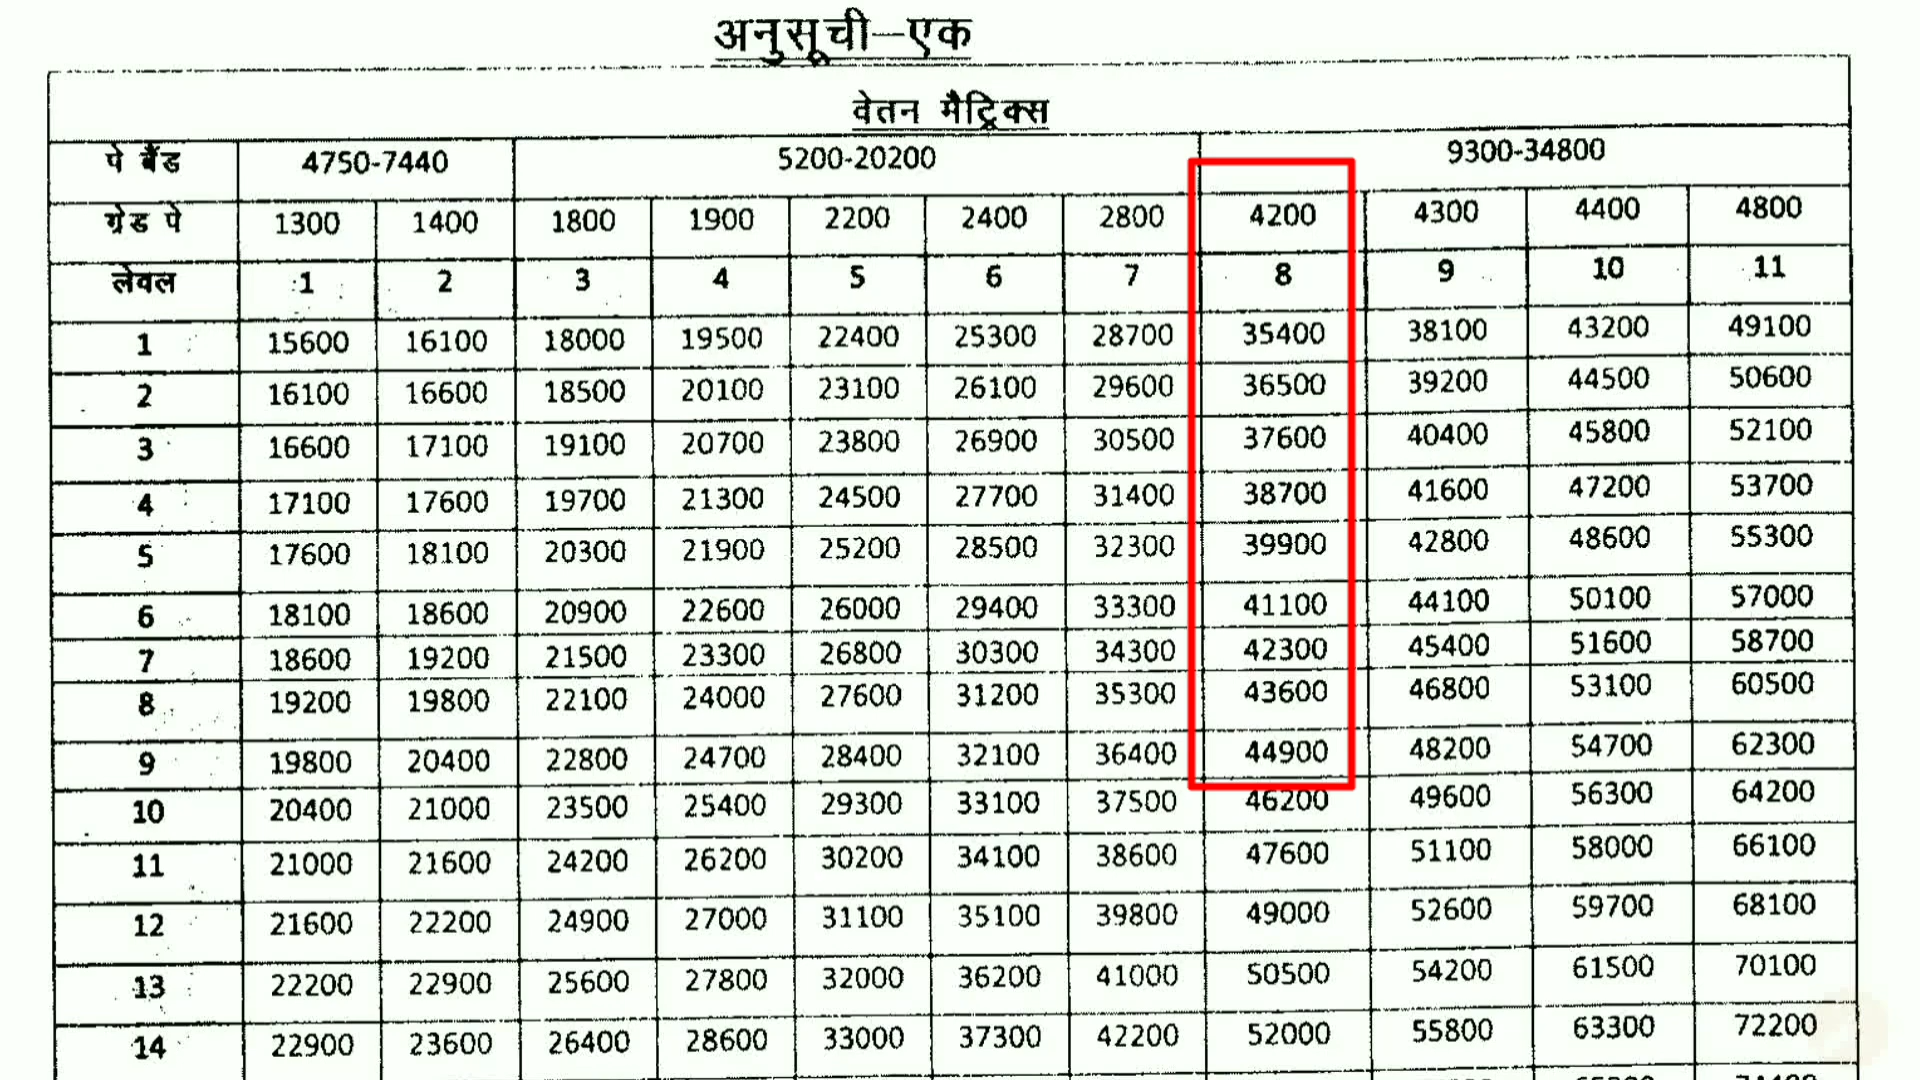 अनुसूची–एक
वेतन मैट्रिक्स
पे बैंड 4750-7440 5200-20200 9300-34800
ग्रेड पे 1300 1400 1800 1900 2200 2400 2800 4200 4300 4400 4800
लेवल 1 2 3 4 5 6 7 8 9 10 11
1 15600 16100 18000 19500 22400 25300 28700 35400 38100 43200 49100
2 16100 16600 18500 20100 23100 26100 29600 36500 39200 44500 50600
3 16600 17100 19100 20700 23800 26900 30500 37600 40400 45800 52100
4 17100 17600 19700 21300 24500 27700 31400 38700 41600 47200 53700
5 17600 18100 20300 21900 25200 28500 32300 39900 42800 48600 55300
6 18100 18600 20900 22600 26000 29400 33300 41100 44100 50100 57000
7 18600 19200 21500 23300 26800 30300 34300 42300 45400 51600 58700
8 19200 19800 22100 24000 27600 31200 35300 43600 46800 53100 60500
9 19800 20400 22800 24700 28400 32100 36400 44900 48200 54700 62300
10 20400 21000 23500 25400 29300 33100 37500 46200 49600 56300 64200
11 21000 21600 24200 26200 30200 34100 38600 47600 51100 58000 66100
12 21600 22200 24900 27000 31100 35100 39800 49000 52600 59700 68100
13 22200 22900 25600 27800 32000 36200 41000 50500 54200 61500 70100
14 22900 23600 26400 28600 33000 37300 42200 52000 55800 63300 72200